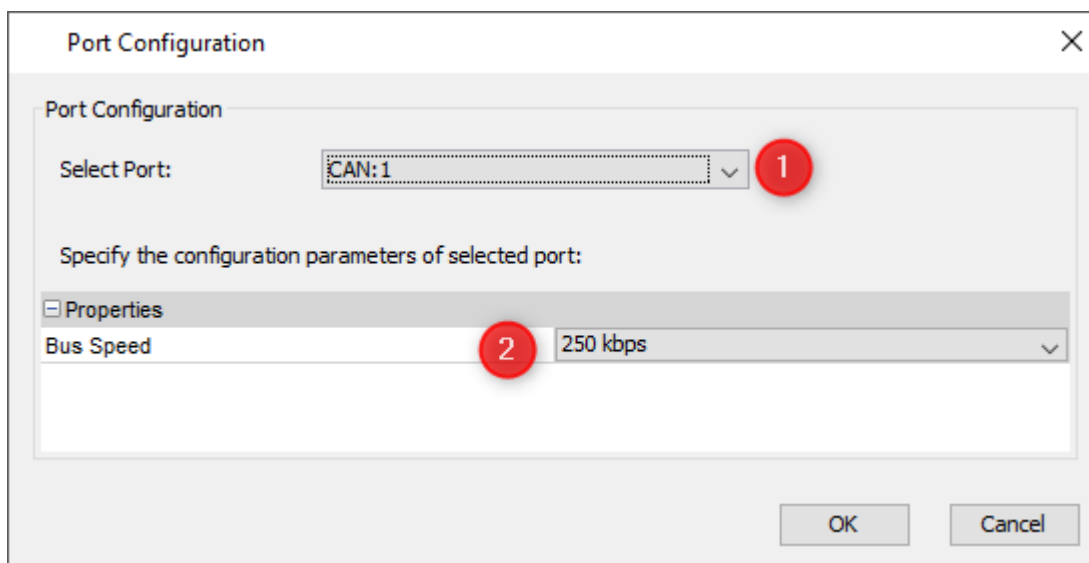 Port Configuration
Port Configuration
Select Port: CAN:1 1
Specify the configuration parameters of selected port:
Properties
Bus Speed 2 250 kbps
OK Cancel